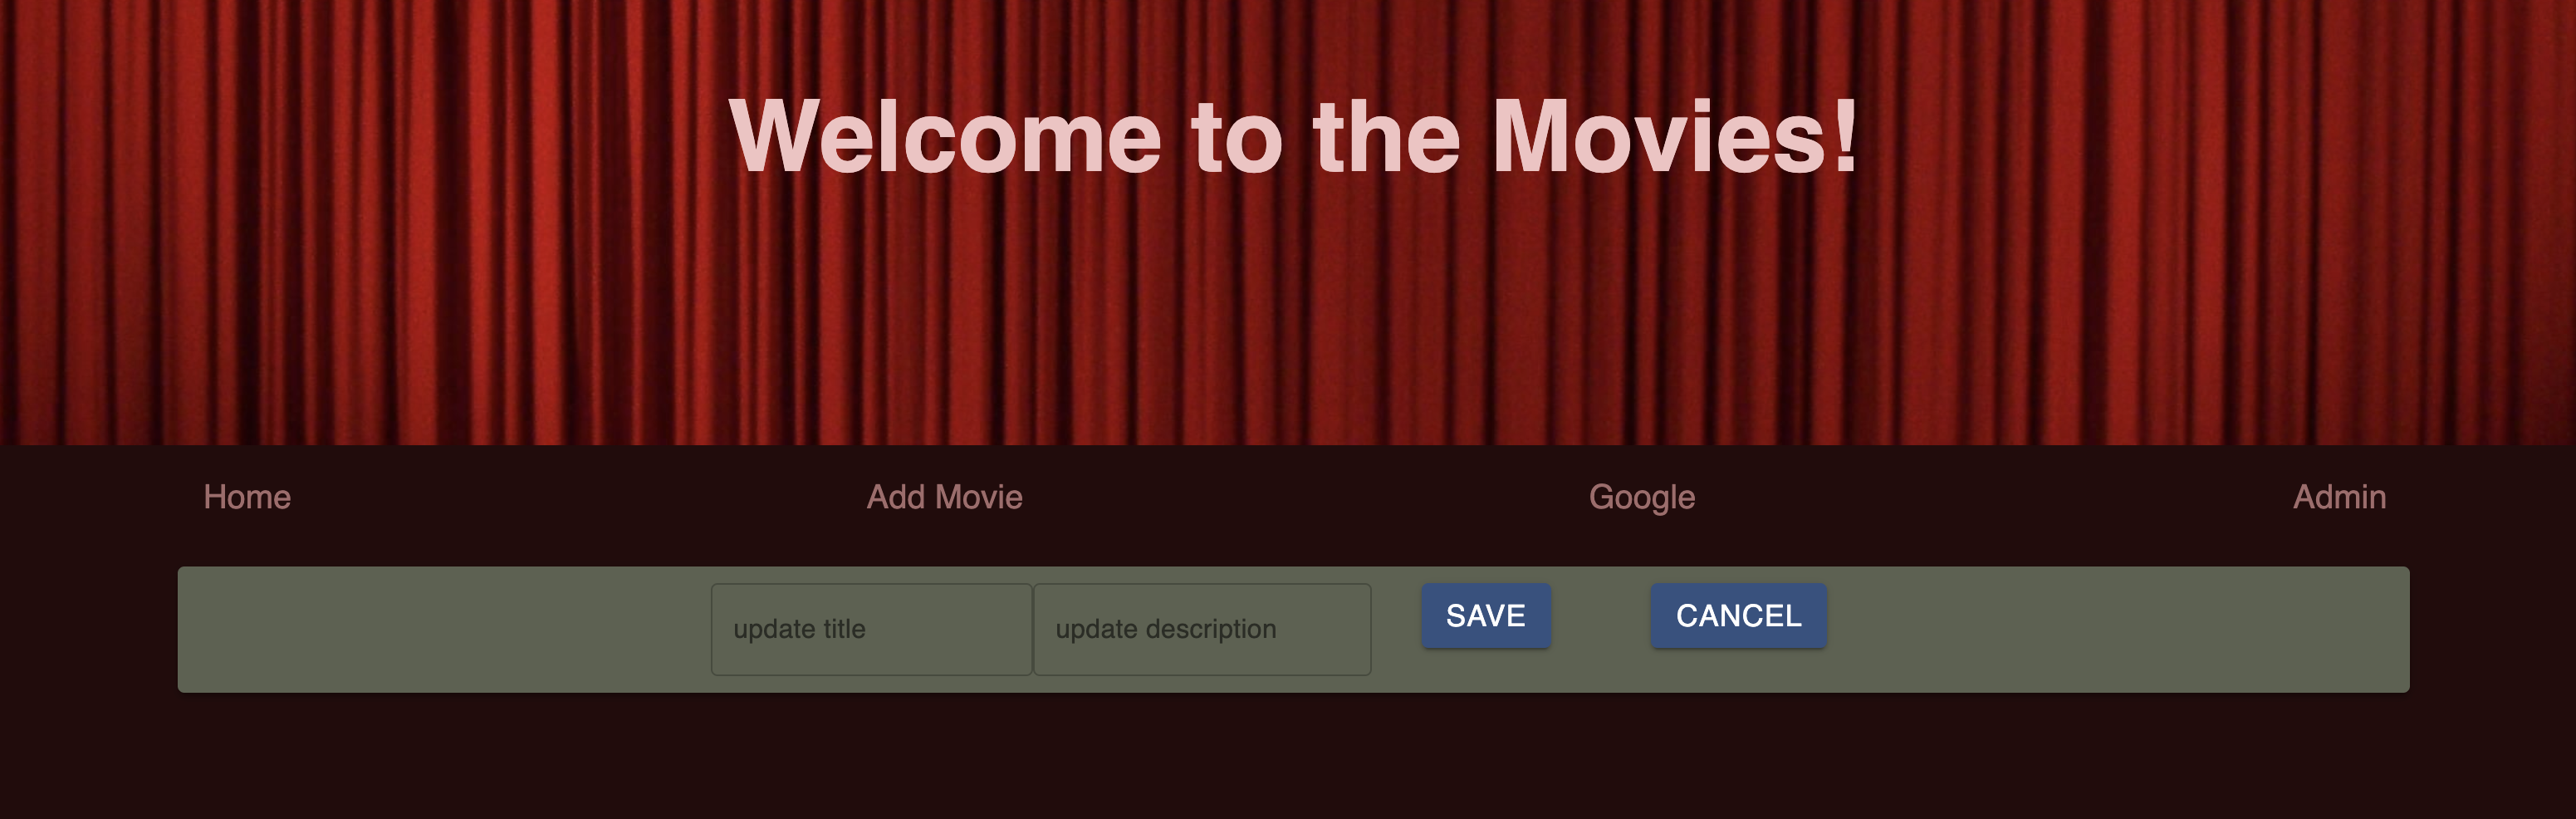 Welcome to the Movies!
Home Add Movie Google Admin
update title update description SAVE CANCEL